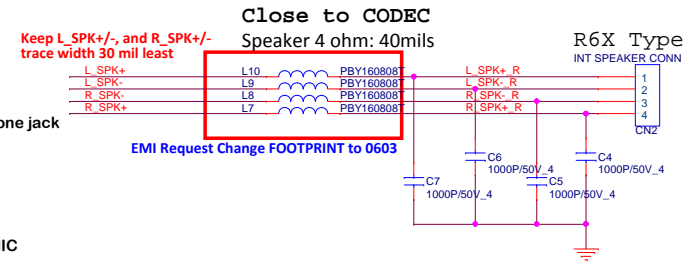 Close to CODEC
Keep L_SPK+/-, and R_SPK+/-
trace width 30 mil least
Speaker 4 ohm: 40mils
R6X Type
INT SPEAKER CONN
L_SPK+ L10 PBY160808T L_SPK+_R 1
L_SPK- L9 PBY160808T L_SPK-_R 2
R_SPK- L8 PBY160808T R_SPK-_R 3
R_SPK+ L7 PBY160808T R_SPK+_R 4
one jack
CN2
EMI Request Change FOOTPRINT to 0603
C6 C4
1000P/50V_4 1000P/50V_4
C7 C5
1000P/50V_4 1000P/50V_4
IC